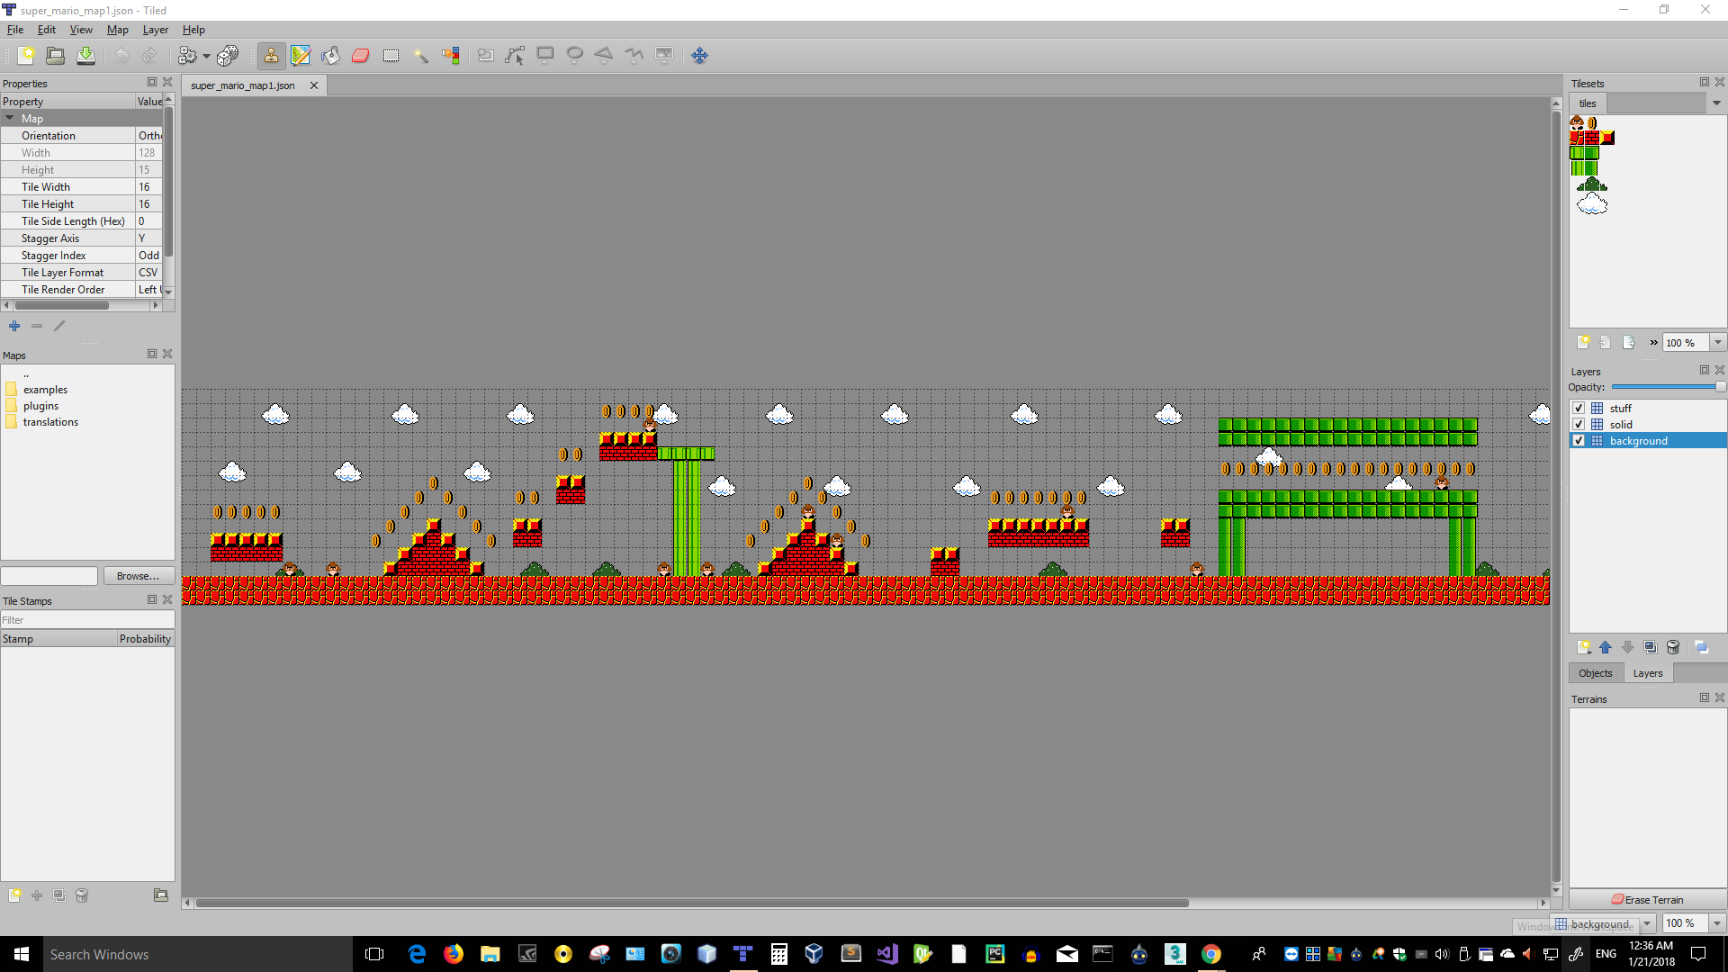 super_mario_map1.json - Tiled
File Edit View Map Layer Help
Properties
Property Value
Map
Orientation Ortho
Width 128
Height 15
Tile Width 16
Tile Height 16
Tile Side Length (Hex) 0
Stagger Axis Y
Stagger Index Odd
Tile Layer Format CSV
Tile Render Order Left
Maps
..
examples
plugins
translations
Browse...
Tile Stamps
Filter
Stamp Probability
super_mario_map1.json
Tilesets
tiles
» 100 %
Layers
Opacity:
stuff
solid
background
Objects Layers
Terrains
Erase Terrain
background 100 %
Search Windows
ENG
12:36 AM
1/21/2018